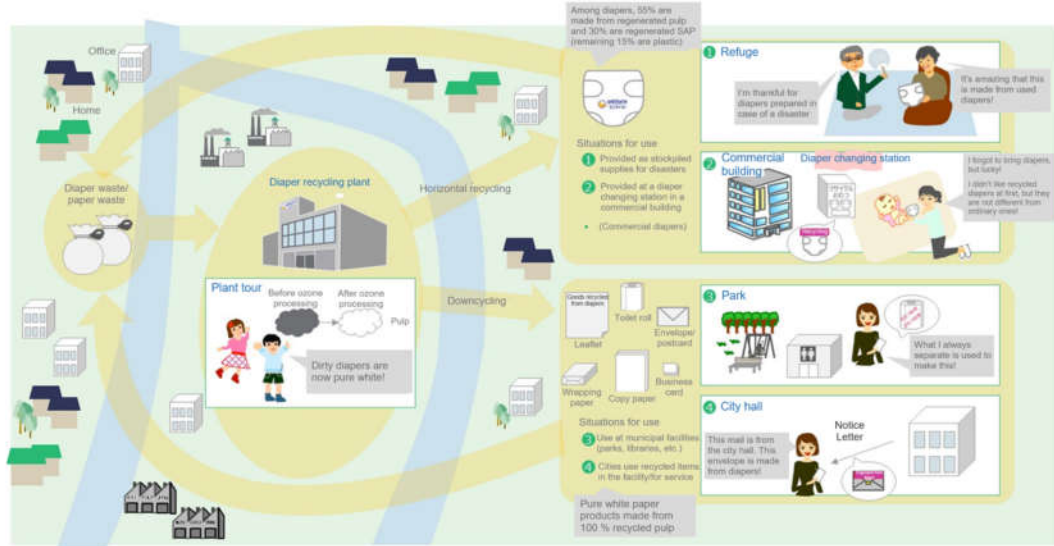 Among diapers, 55% are
made from regenerated pulp
and 30% are regenerated SAP
(remaining 15% are plastic)
Office
Home
Diaper waste/
paper waste
Diaper recycling plant
Horizontal recycling
Plant tour
Before ozone
processing
After ozone
processing
Pulp
Dirty diapers are
now pure white!
Downcycling
Situations for use
1 Provided as stockpiled
supplies for disasters
2 Provided at a diaper
changing station in a
commercial building
• (Commercial diapers)
1 Refuge
I'm thankful for
diapers prepared in
case of a disaster
It's amazing that this
is made from used
diapers!
2 Commercial
building
Diaper changing station
I forgot to bring diapers,
but lucky!
I didn't like recycled
diapers at first, but they
are not different from
ordinary ones!
Goods recycled
from diapers
Leaflet
Toilet roll
Envelope/
postcard
Wrapping
paper
Copy paper
Business
card
Situations for use
3 Use at municipal facilities
(parks, libraries, etc.)
4 Cities use recycled items
in the facility/for service
Pure white paper
products made from
100 % recycled pulp
3 Park
What I always
separate is used to
make this!
4 City hall
This mail is from
the city hall. This
envelope is made
from diapers!
Notice
Letter